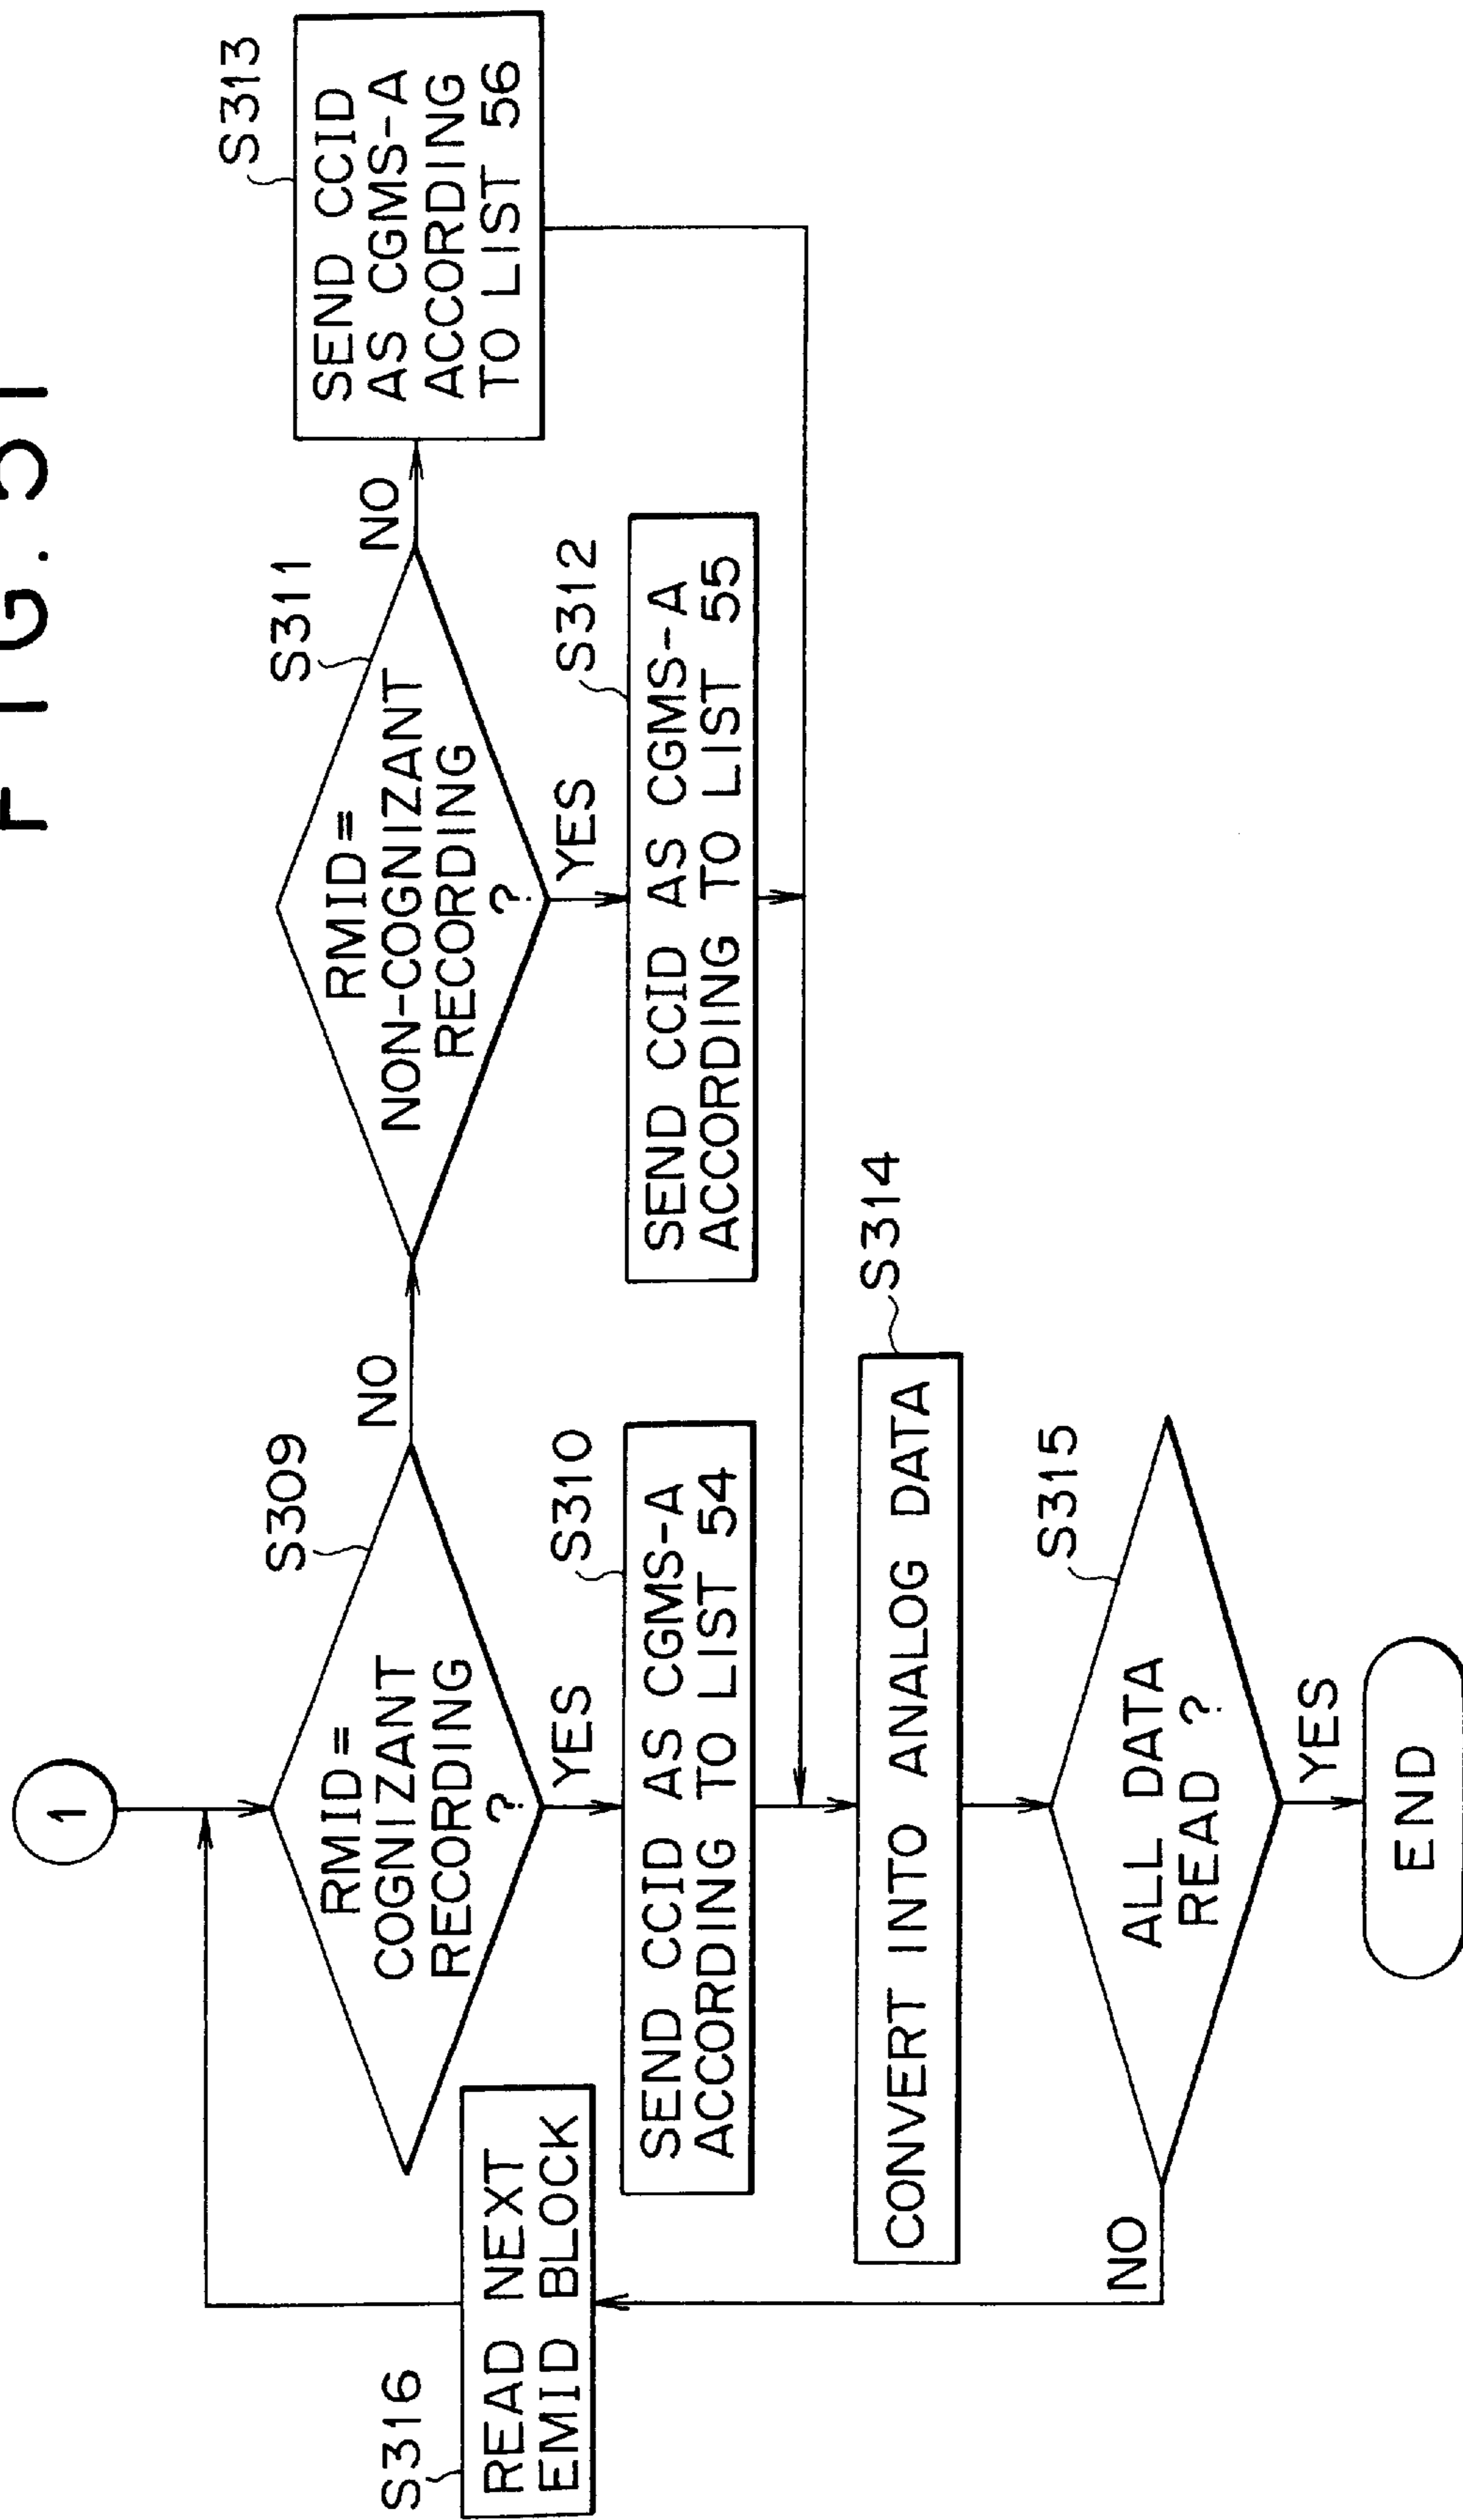 FIG. 51
1
S309
RMID=
COGNIZANT
RECORDING
?
NO
YES
S311
RMID=
NON-COGNIZANT
RECORDING
?
NO
YES
S313
SEND CCID
AS CGMS-A
ACCORDING
TO LIST 56
S316
READ NEXT
EMID BLOCK
S310
SEND CCID AS CGMS-A
ACCORDING TO LIST 54
S312
SEND CCID AS CGMS-A
ACCORDING TO LIST 55
S314
CONVERT INTO ANALOG DATA
S315
ALL DATA
READ ?
NO
YES
END